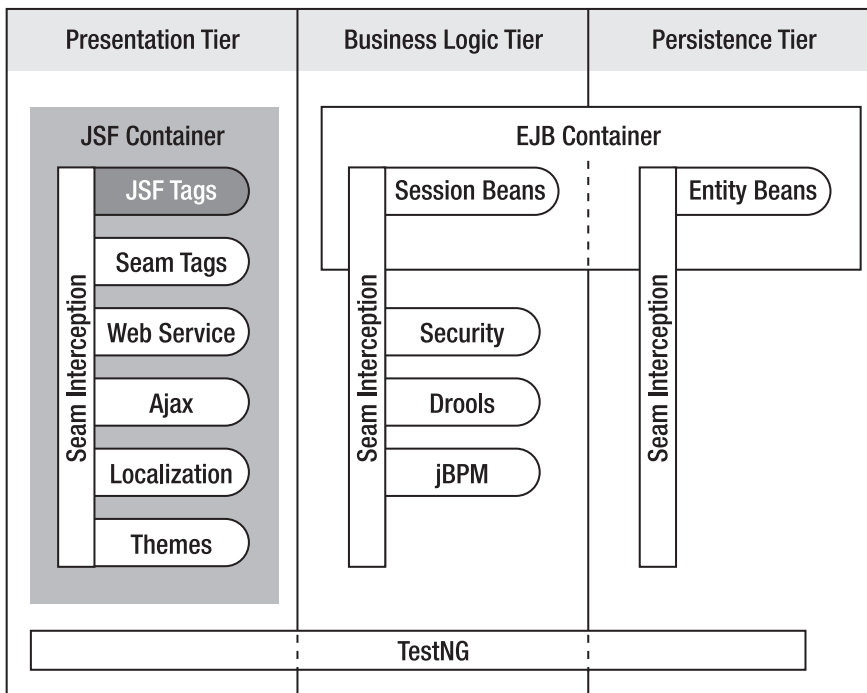 Presentation Tier
Business Logic Tier
Persistence Tier
JSF Container
Seam Interception
JSF Tags
Seam Tags
Web Service
Ajax
Localization
Themes
EJB Container
Seam Interception
Session Beans
Security
Drools
jBPM
Seam Interception
Entity Beans
TestNG